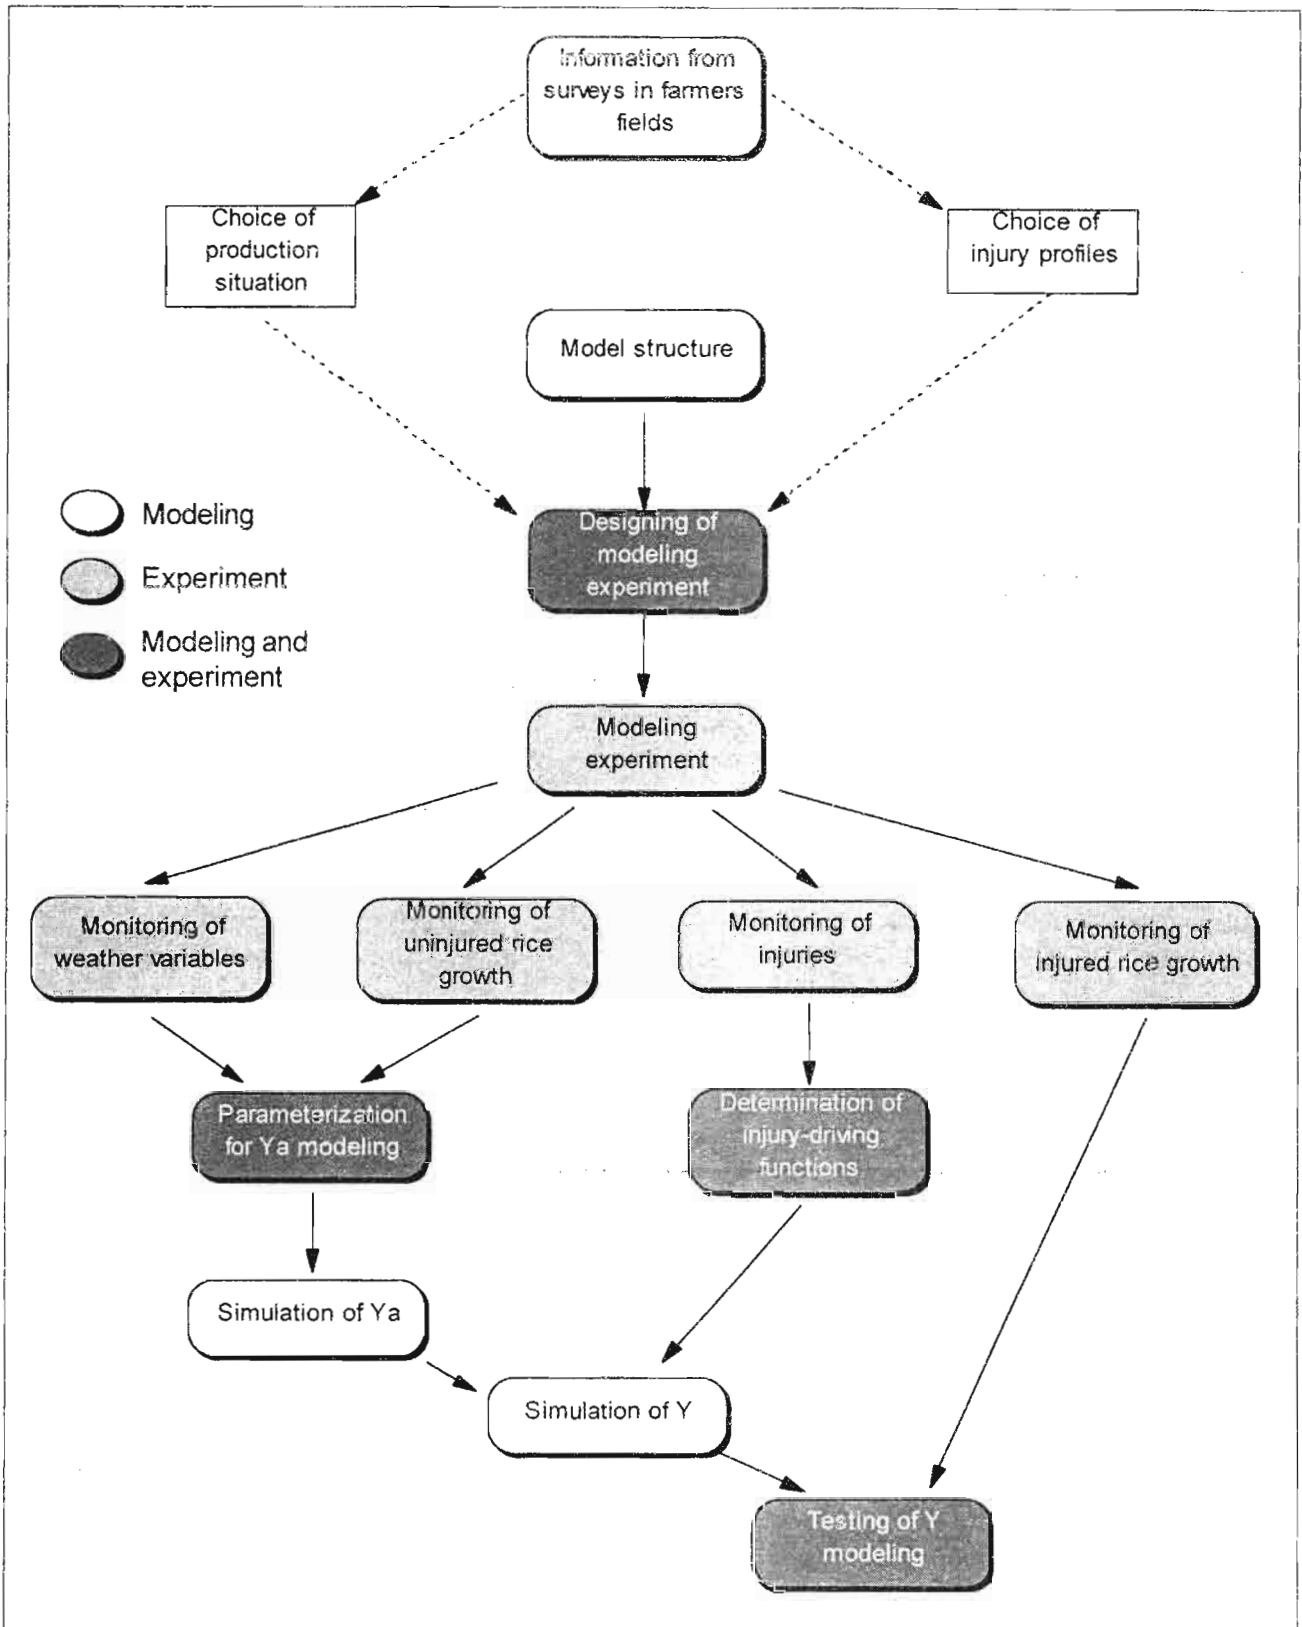 Information from
surveys in farmers
fields
Choice of
production
situation
Choice of
injury profiles
Model structure
Designing of
modeling
experiment
Modeling
Experiment
Modeling and
experiment
Modeling
experiment
Monitoring of
weather variables
Monitoring of
uninjured rice
growth
Monitoring of
injuries
Monitoring of
injured rice growth
Parameterization
for Ya modeling
Determination of
injury-driving
functions
Simulation of Ya
Simulation of Y
Testing of Y
modeling